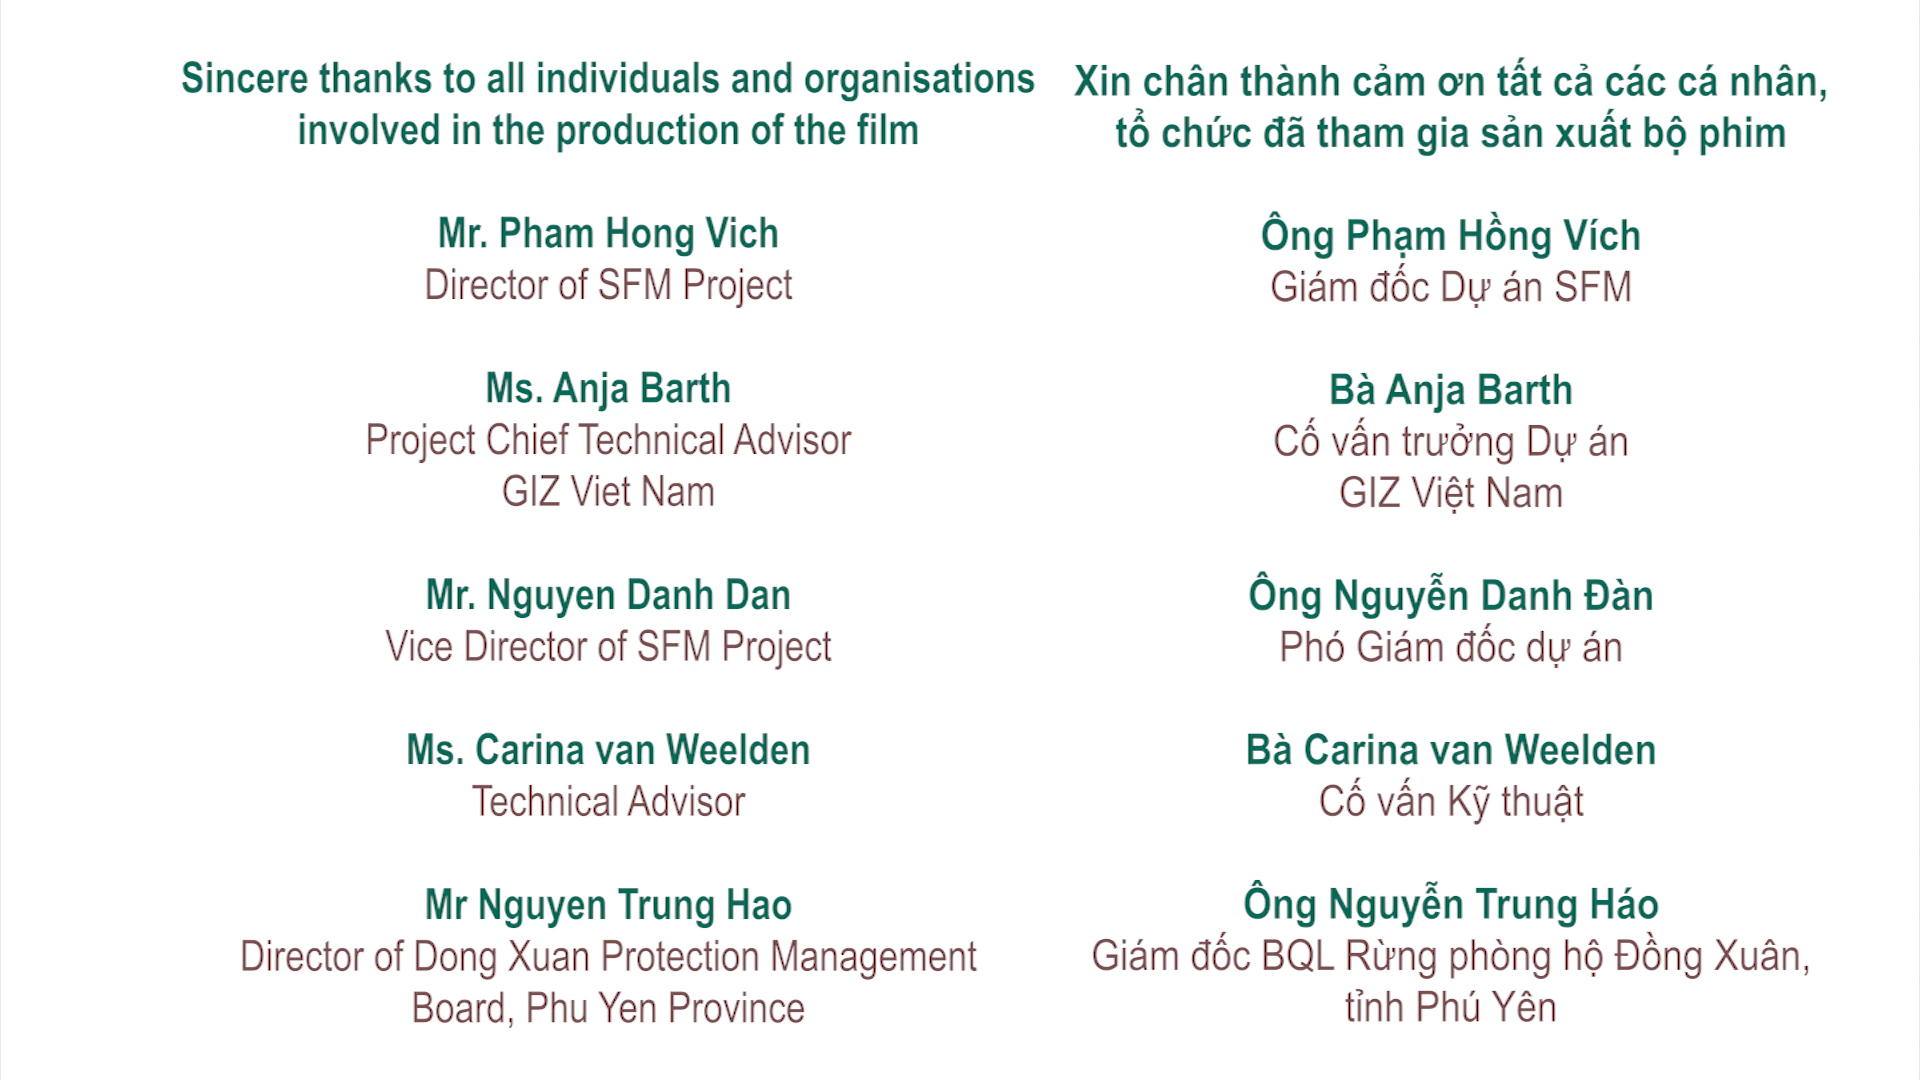 Sincere thanks to all individuals and organisations
involved in the production of the film
Mr. Pham Hong Vich
Director of SFM Project
Ms. Anja Barth
Project Chief Technical Advisor
GIZ Viet Nam
Mr. Nguyen Danh Dan
Vice Director of SFM Project
Ms. Carina van Weelden
Technical Advisor
Mr Nguyen Trung Hao
Director of Dong Xuan Protection Management
Board, Phu Yen Province
Xin chân thành cảm ơn tất cả các cá nhân,
tổ chức đã tham gia sản xuất bộ phim
Ông Phạm Hồng Vích
Giám đốc Dự án SFM
Bà Anja Barth
Cố vấn trưởng Dự án
GIZ Việt Nam
Ông Nguyễn Danh Đàn
Phó Giám đốc dự án
Bà Carina van Weelden
Cố vấn Kỹ thuật
Ông Nguyễn Trung Háo
Giám đốc BQL Rừng phòng hộ Đồng Xuân,
tỉnh Phú Yên